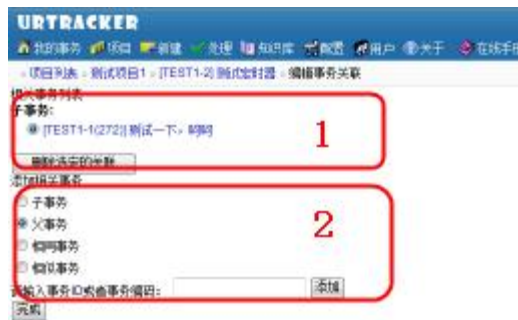 URTRACKER
我的事务 项目 新建 处理 知识库 配置 用户 关于 在线手册
项目列表 测试项目1 [TEST1-2] 测试定时器 编辑事务关联
相关事务列表
子事务:
[TEST1-1(272)] 测试一下，呵呵
1
删除选定的关联
添加相关事务
子事务
父事务
2
相同事务
相似事务
请输入事务ID或者事务编码： 添加
完成